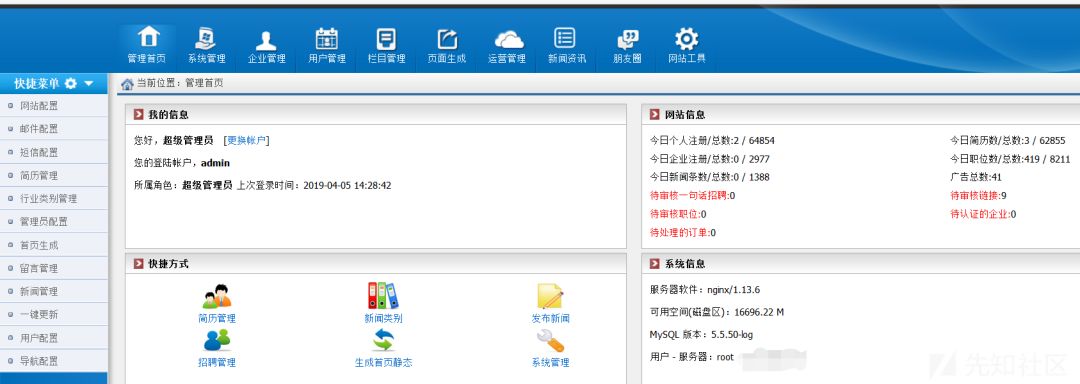 管理首页 系统管理 企业管理 用户管理 栏目管理 页面生成 运营管理 新闻资讯 朋友圈 网站工具
快捷菜单
网站配置
邮件配置
短信配置
简历管理
行业类别管理
管理员配置
首页生成
留言管理
新闻管理
一键更新
用户配置
导航配置
当前位置：管理首页
我的信息
您好，超级管理员 [更换帐户]
您的登陆帐户，admin
所属角色：超级管理员 上次登录时间：2019-04-05 14:28:42
网站信息
今日个人注册/总数:2 / 64854 今日简历数/总数:3 / 62855
今日企业注册/总数:0 / 2977 今日职位数/总数:419 / 8211
今日新闻条数/总数:0 / 1388 广告总数:41
待审核一句话招聘:0 待审核链接:9
待审核职位:0 待认证的企业:0
待处理的订单:0
快捷方式
简历管理 新闻类别 发布新闻
招聘管理 生成首页静态 系统管理
系统信息
服务器软件：nginx/1.13.6
可用空间(磁盘区)：16696.22 M
MySQL 版本：5.5.50-log
用户 - 服务器：root
先知社区